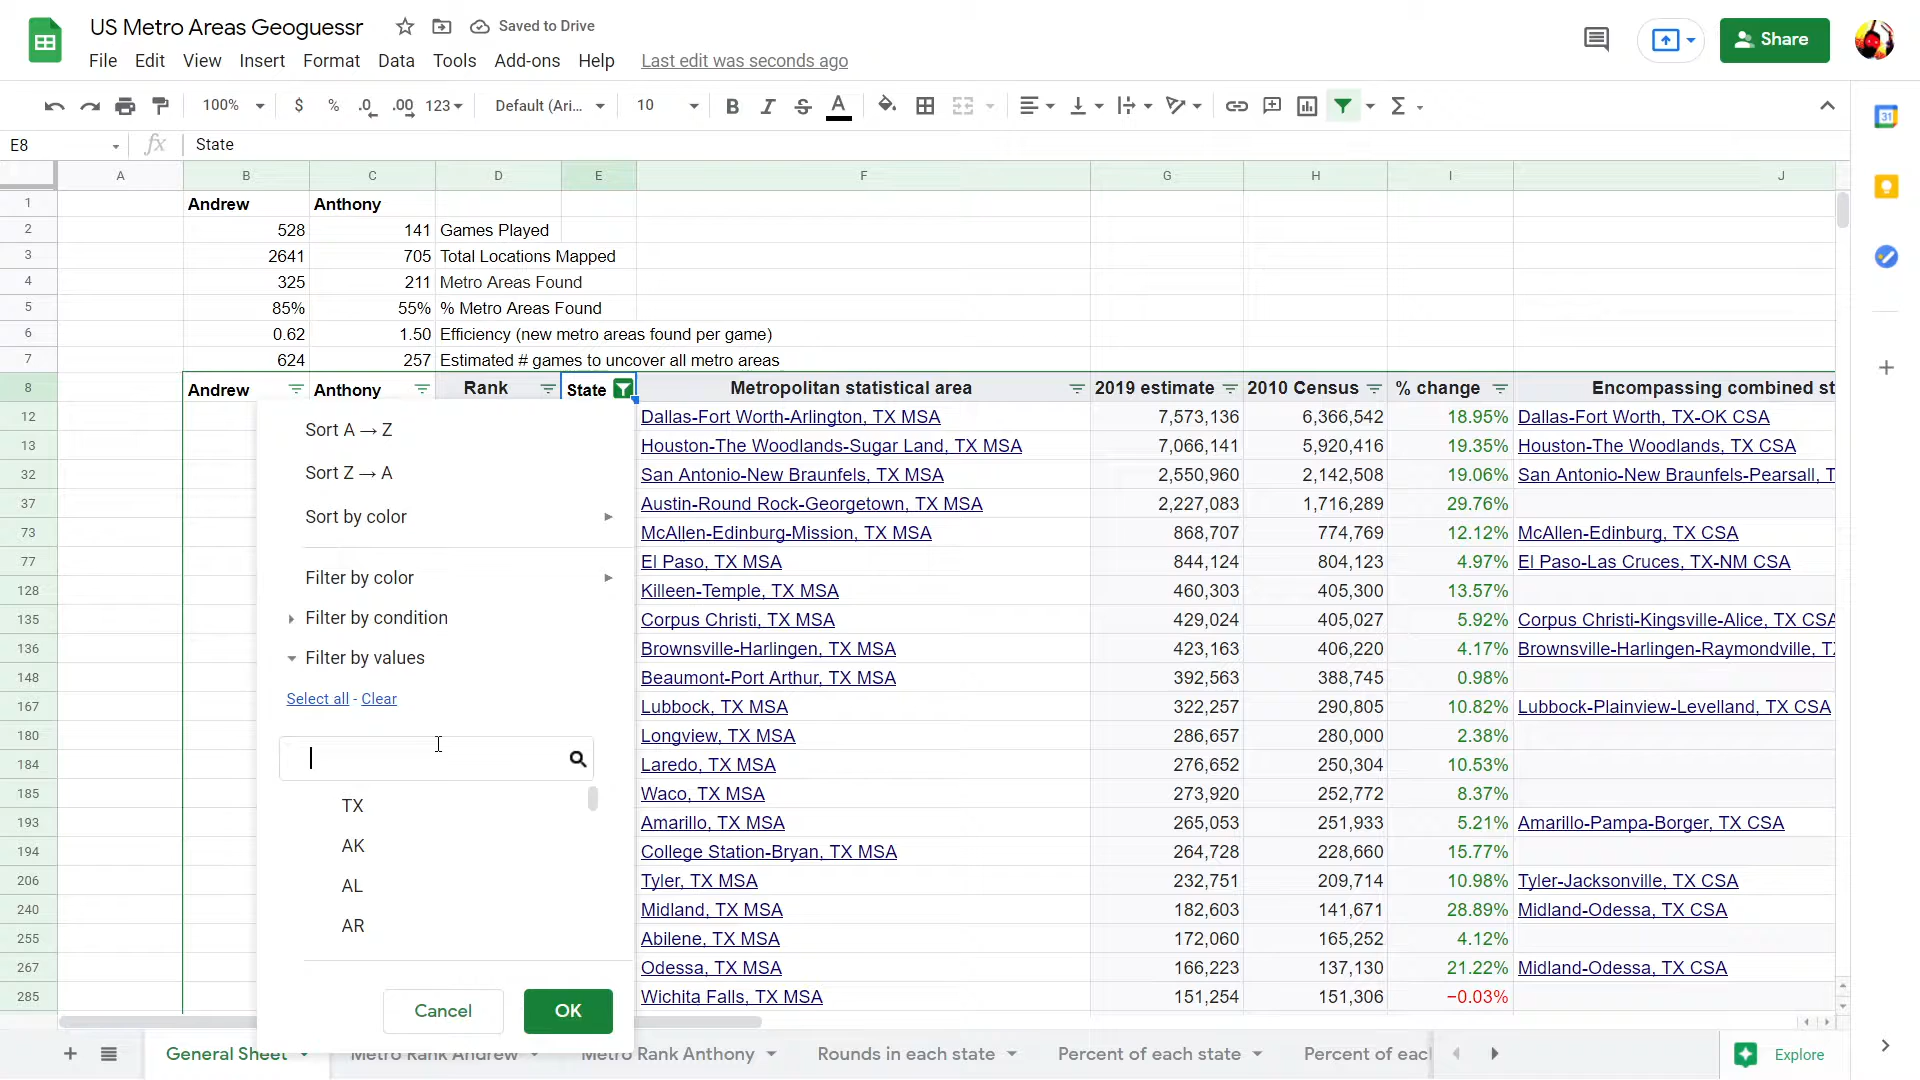 US Metro Areas Geoguessr
Saved to Drive
Share
File Edit View Insert Format Data Tools Add-ons Help Last edit was seconds ago
100% $ % .0 .00 123 Default (Ari... 10 B I S A Σ
31
E8 fx State
A B C D E F G H I J
1 Andrew Anthony
2 528 141 Games Played
3 2641 705 Total Locations Mapped
4 325 211 Metro Areas Found
5 85% 55% % Metro Areas Found
6 0.62 1.50 Efficiency (new metro areas found per game)
7 624 257 Estimated # games to uncover all metro areas
8 Andrew Anthony Rank State Metropolitan statistical area 2019 estimate 2010 Census % change Encompassing combined st
12 Dallas-Fort Worth-Arlington, TX MSA 7,573,136 6,366,542 18.95% Dallas-Fort Worth, TX-OK CSA
13 Houston-The Woodlands-Sugar Land, TX MSA 7,066,141 5,920,416 19.35% Houston-The Woodlands, TX CSA
32 San Antonio-New Braunfels, TX MSA 2,550,960 2,142,508 19.06% San Antonio-New Braunfels-Pearsall, T
37 Austin-Round Rock-Georgetown, TX MSA 2,227,083 1,716,289 29.76%
73 McAllen-Edinburg-Mission, TX MSA 868,707 774,769 12.12% McAllen-Edinburg, TX CSA
77 El Paso, TX MSA 844,124 804,123 4.97% El Paso-Las Cruces, TX-NM CSA
128 Killeen-Temple, TX MSA 460,303 405,300 13.57%
135 Corpus Christi, TX MSA 429,024 405,027 5.92% Corpus Christi-Kingsville-Alice, TX CSA
136 Brownsville-Harlingen, TX MSA 423,163 406,220 4.17% Brownsville-Harlingen-Raymondville, T
148 Beaumont-Port Arthur, TX MSA 392,563 388,745 0.98%
167 Lubbock, TX MSA 322,257 290,805 10.82% Lubbock-Plainview-Levelland, TX CSA
180 Longview, TX MSA 286,657 280,000 2.38%
184 Laredo, TX MSA 276,652 250,304 10.53%
185 Waco, TX MSA 273,920 252,772 8.37%
193 Amarillo, TX MSA 265,053 251,933 5.21% Amarillo-Pampa-Borger, TX CSA
194 College Station-Bryan, TX MSA 264,728 228,660 15.77%
206 Tyler, TX MSA 232,751 209,714 10.98% Tyler-Jacksonville, TX CSA
240 Midland, TX MSA 182,603 141,671 28.89% Midland-Odessa, TX CSA
255 Abilene, TX MSA 172,060 165,252 4.12%
267 Odessa, TX MSA 166,223 137,130 21.22% Midland-Odessa, TX CSA
285 Wichita Falls, TX MSA 151,254 151,306 −0.03%
Sort A → Z
Sort Z → A
Sort by color
Filter by color
Filter by condition
Filter by values
Select all - Clear
TX
AK
AL
AR
Cancel OK
General Sheet Metro Rank Andrew Metro Rank Anthony Rounds in each state Percent of each state Percent of eacl Explore